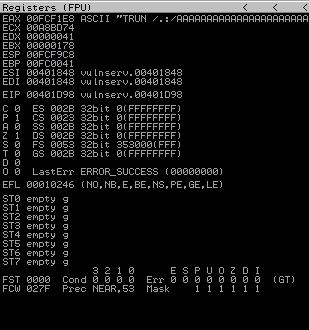 Registers (FPU) < < <
EAX 00FCF1E8 ASCII "TRUN /.:/AAAAAAAAAAAAAAAAAAAAA
ECX 00A8BD74
EDX 00000041
EBX 00000178
ESP 00FCF9C8
EBP 00FC0041
ESI 00401848 vulnserv.00401848
EDI 00401848 vulnserv.00401848
EIP 00401D98 vulnserv.00401D98
C 0 ES 002B 32bit 0(FFFFFFFF)
P 1 CS 0023 32bit 0(FFFFFFFF)
A 0 SS 002B 32bit 0(FFFFFFFF)
Z 1 DS 002B 32bit 0(FFFFFFFF)
S 0 FS 0053 32bit 353000(FFF)
T 0 GS 002B 32bit 0(FFFFFFFF)
D 0
O 0 LastErr ERROR_SUCCESS (00000000)
EFL 00010246 (NO,NB,E,BE,NS,PE,GE,LE)
ST0 empty g
ST1 empty g
ST2 empty g
ST3 empty g
ST4 empty g
ST5 empty g
ST6 empty g
ST7 empty g
3 2 1 0 E S P U O Z D I
FST 0000 Cond 0 0 0 0 Err 0 0 0 0 0 0 0 0 (GT)
FCW 027F Prec NEAR,53 Mask 1 1 1 1 1 1